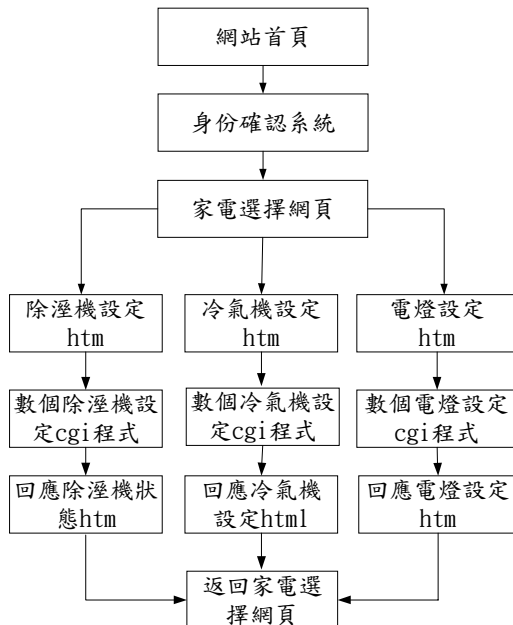 網站首頁
身份確認系統
家電選擇網頁
除溼機設定
htm
冷氣機設定
htm
電燈設定
htm
數個除溼機設
定cgi程式
數個冷氣機設
定cgi程式
數個電燈設定
cgi程式
回應除溼機狀
態htm
回應冷氣機
設定html
回應電燈設定
htm
返回家電選
擇網頁